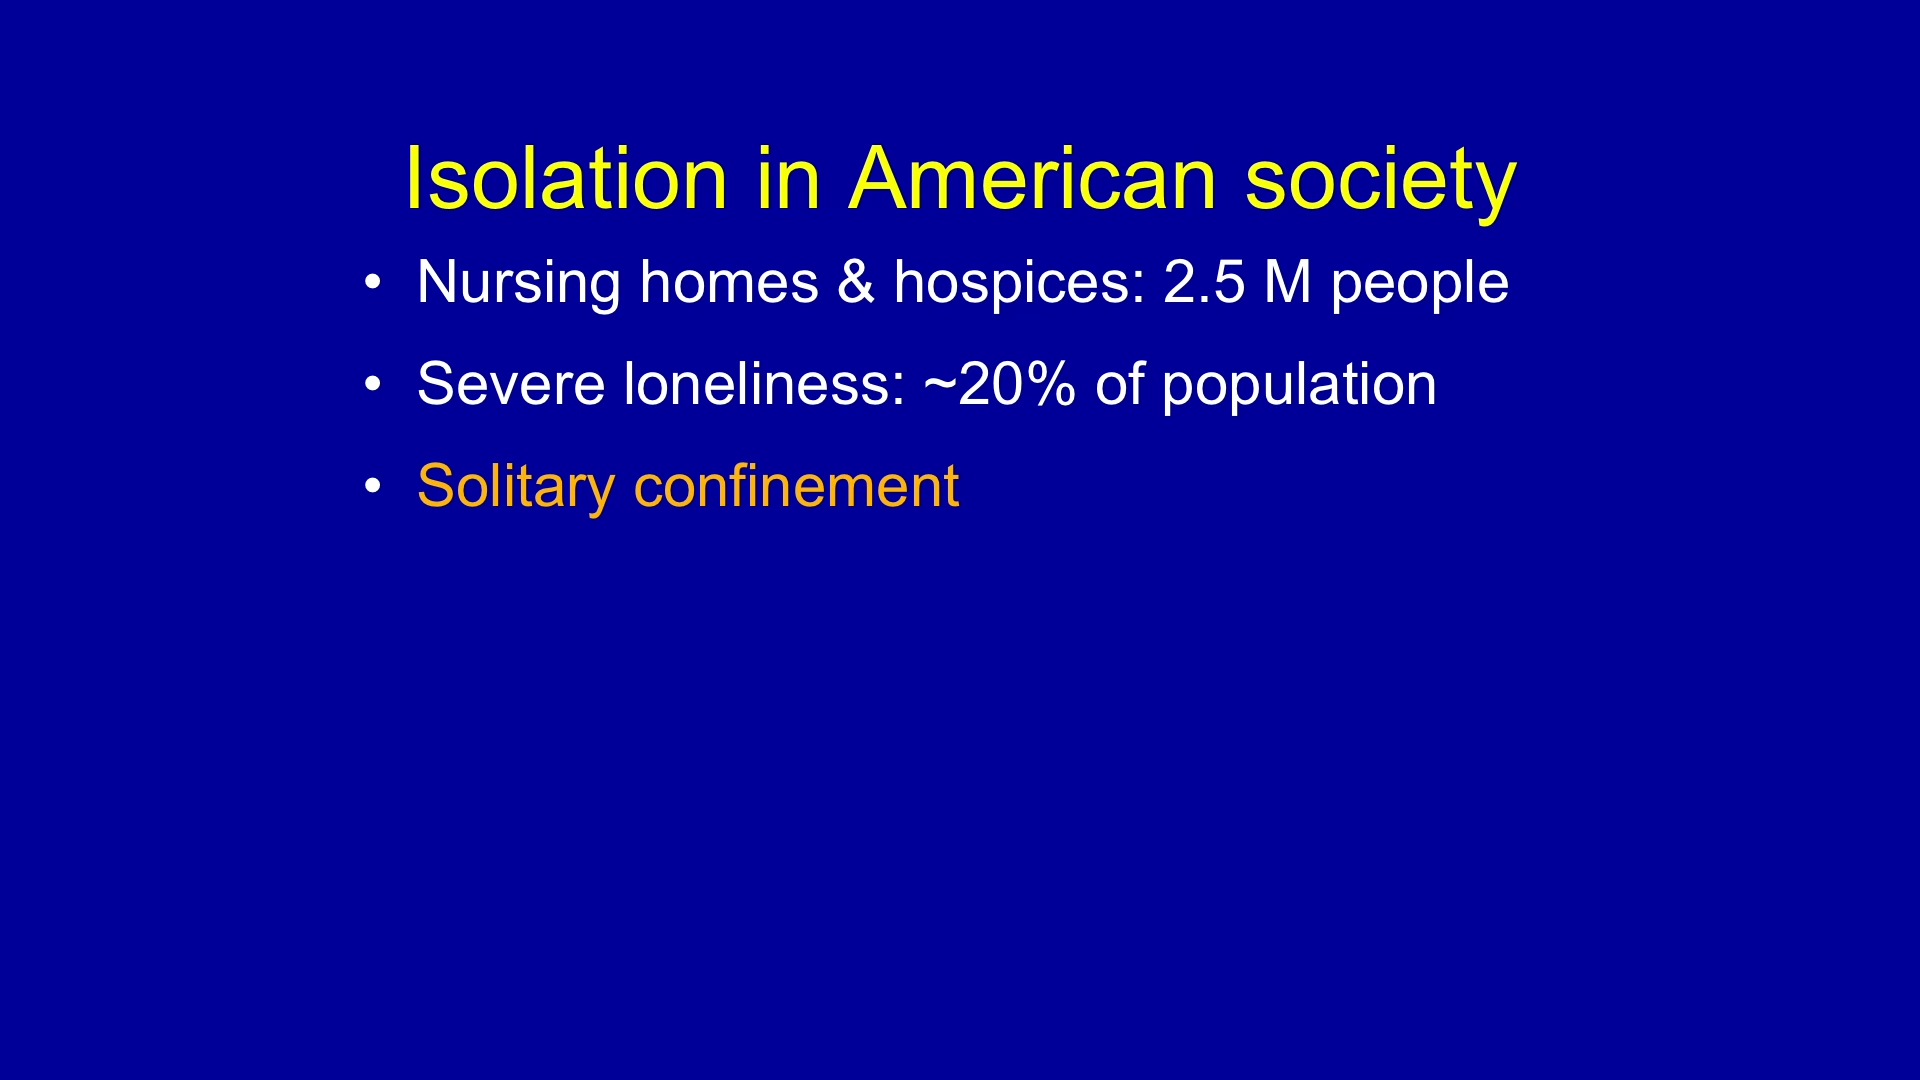 Isolation in American society
• Nursing homes & hospices: 2.5 M people
• Severe loneliness: ~20% of population
• Solitary confinement